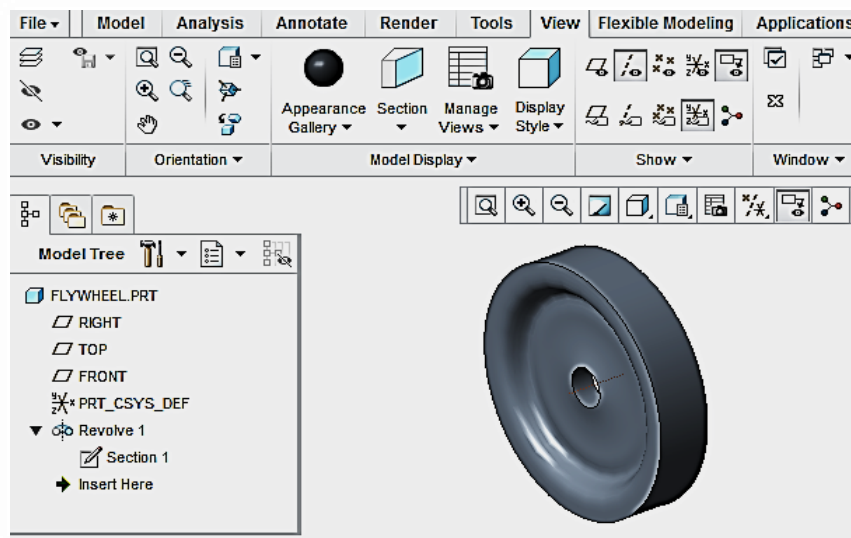 File Model Analysis Annotate Render Tools View Flexible Modeling Applications
Appearance Section Manage Display
Gallery Views Style
Visibility Orientation Model Display Show Window
Model Tree
FLYWHEEL.PRT
RIGHT
TOP
FRONT
PRT_CSYS_DEF
Revolve 1
Section 1
Insert Here